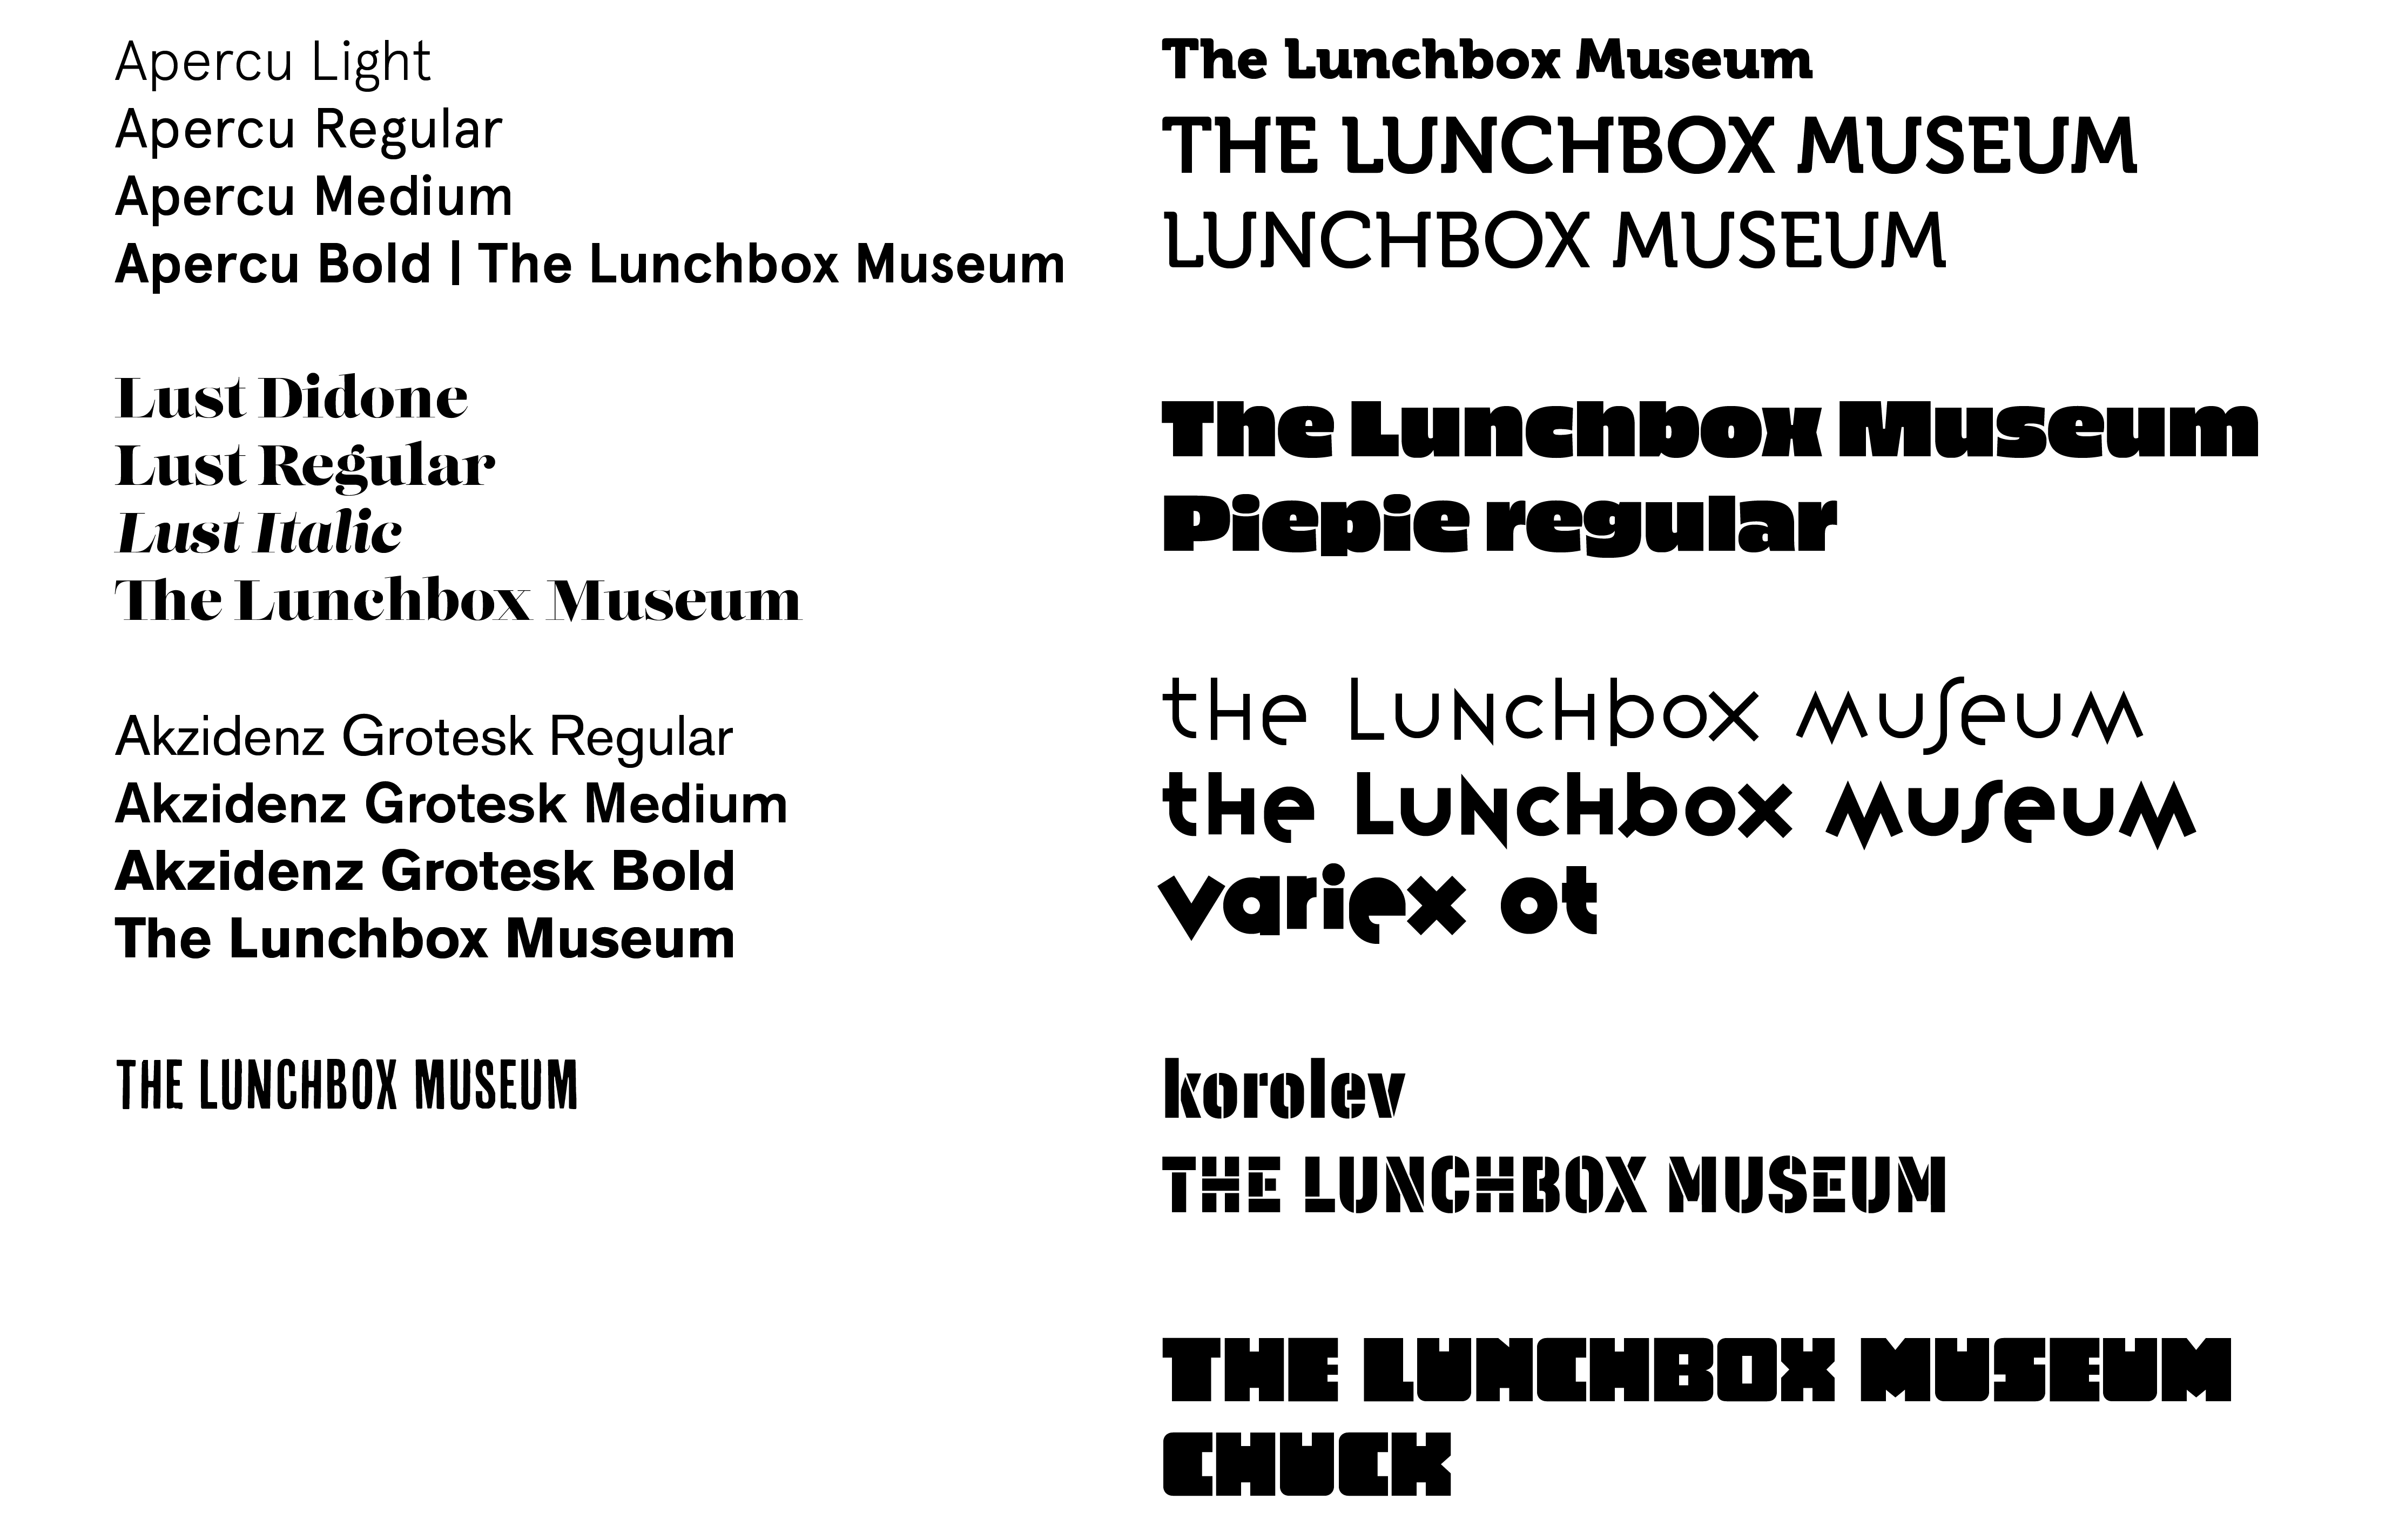 Apercu Light
Apercu Regular
Apercu Medium
Apercu Bold | The Lunchbox Museum
Lust Didone
Lust Regular
Lust Italic
The Lunchbox Museum
Akzidenz Grotesk Regular
Akzidenz Grotesk Medium
Akzidenz Grotesk Bold
The Lunchbox Museum
THE LUNCHBOX MUSEUM
The Lunchbox Museum
THE LUNCHBOX MUSEUM
LUNCHBOX MUSEUM
The Lunchbox Museum
Piepie regular
the Lunchbox Museum
the Lunchbox Museum
variex ot
korolev
THE LUNCHBOX MUSEUM
THE LUNCHBOX MUSEUM
CHUCK